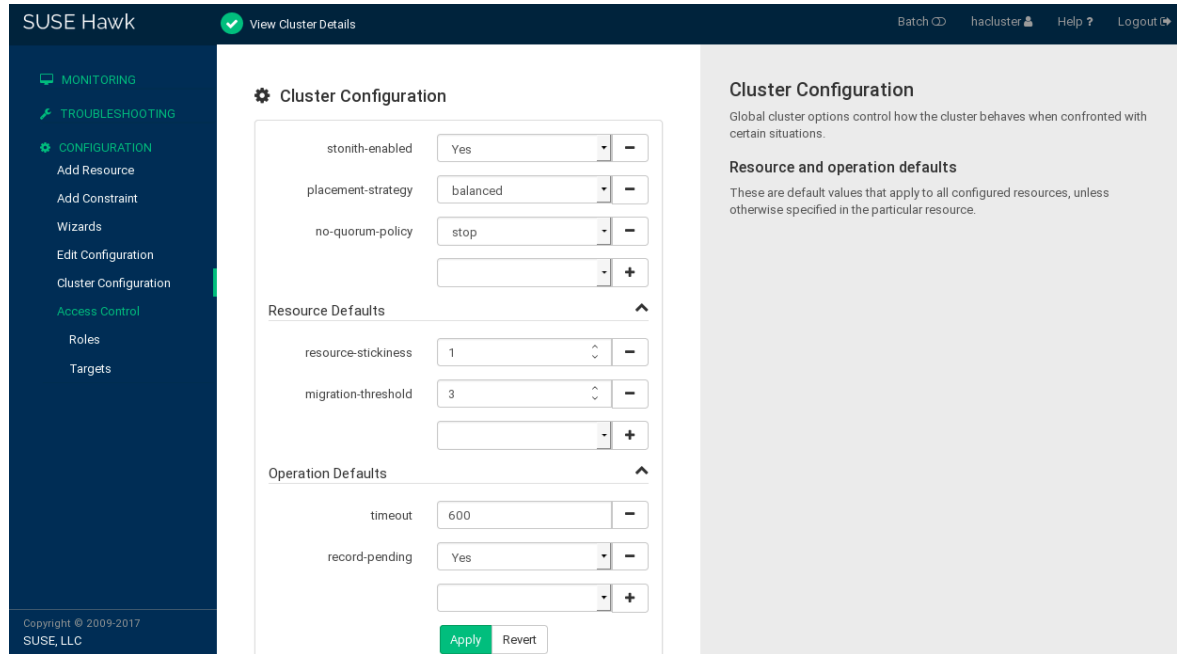 SUSE Hawk
View Cluster Details
Batch
hacluster
Help ?
Logout
MONITORING
TROUBLESHOOTING
CONFIGURATION
Add Resource
Add Constraint
Wizards
Edit Configuration
Cluster Configuration
Access Control
Roles
Targets
Copyright © 2009-2017
SUSE, LLC
Cluster Configuration
stonith-enabled Yes
placement-strategy balanced
no-quorum-policy stop
Resource Defaults
resource-stickiness 1
migration-threshold 3
Operation Defaults
timeout 600
record-pending Yes
Apply Revert
Cluster Configuration
Global cluster options control how the cluster behaves when confronted with
certain situations.
Resource and operation defaults
These are default values that apply to all configured resources, unless
otherwise specified in the particular resource.